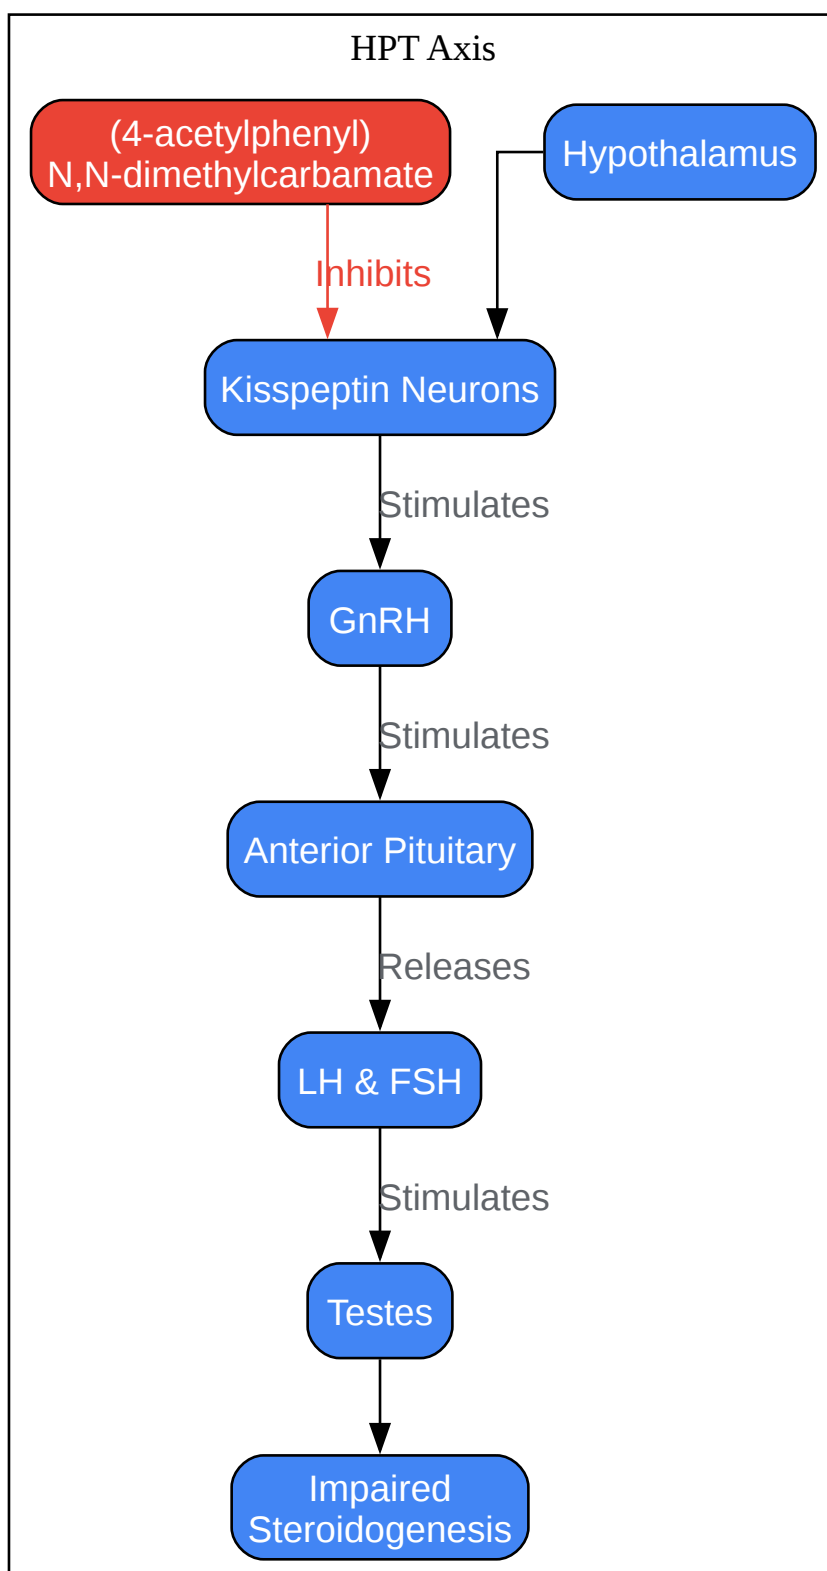 HPT Axis
(4-acetylphenyl)
N,N-dimethylcarbamate
Hypothalamus
Inhibits
Kisspeptin Neurons
Stimulates
GnRH
Stimulates
Anterior Pituitary
Releases
LH & FSH
Stimulates
Testes
Impaired
Steroidogenesis